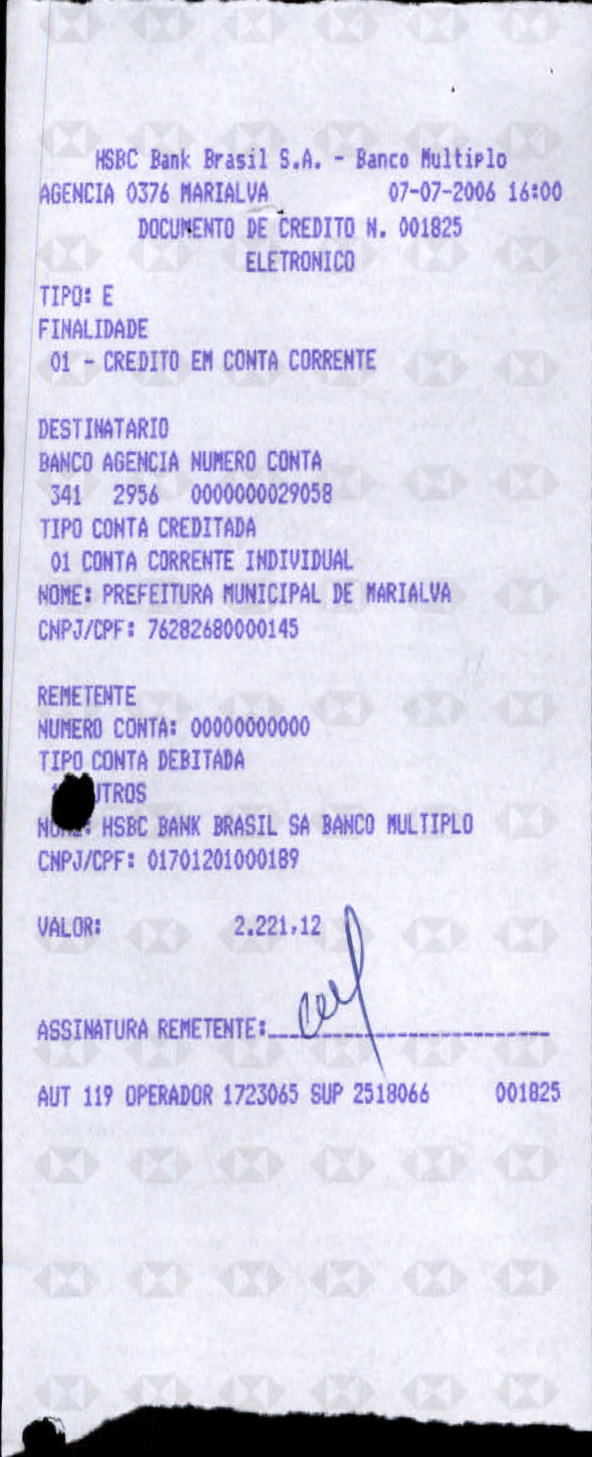 HSBC Bank Brasil S.A. - Banco Multiplo
AGENCIA 0376 MARIALVA 07-07-2006 16:00
DOCUMENTO DE CREDITO N. 001825
ELETRONICO
TIPO: E
FINALIDADE
01 - CREDITO EM CONTA CORRENTE
DESTINATARIO
BANCO AGENCIA NUMERO CONTA
341 2956 0000000029058
TIPO CONTA CREDITADA
01 CONTA CORRENTE INDIVIDUAL
NOME: PREFEITURA MUNICIPAL DE MARIALVA
CNPJ/CPF: 76282680000145
REMETENTE
NUMERO CONTA: 00000000000
TIPO CONTA DEBITADA
UTROS
HSBC BANK BRASIL SA BANCO MULTIPLO
CNPJ/CPF: 01701201000189
VALOR: 2.221,12
ASSINATURA REMETENTE:
AUT 119 OPERADOR 1723065 SUP 2518066 001825